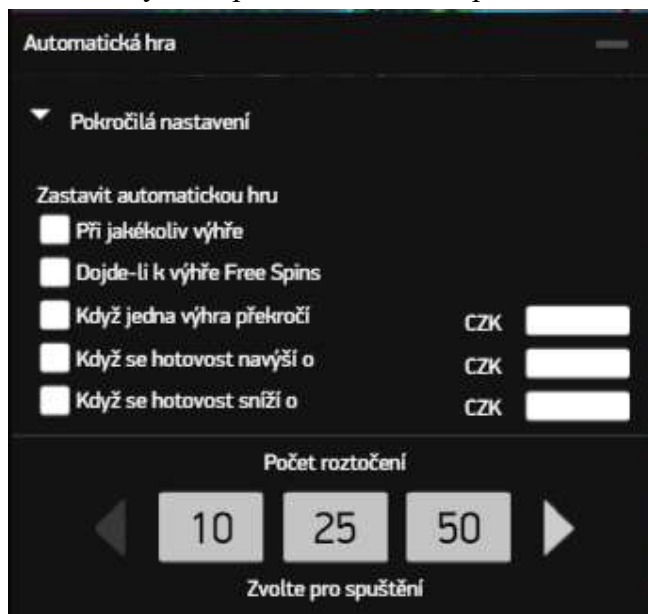 Automatická hra
Pokročilá nastavení
Zastavit automatickou hru
Při jakékoliv výhře
Dojde-li k výhře Free Spins
Když jedna výhra překročí CZK
Když se hotovost navýší o CZK
Když se hotovost sníží o CZK
Počet roztočení
10 25 50
Zvolte pro spuštění